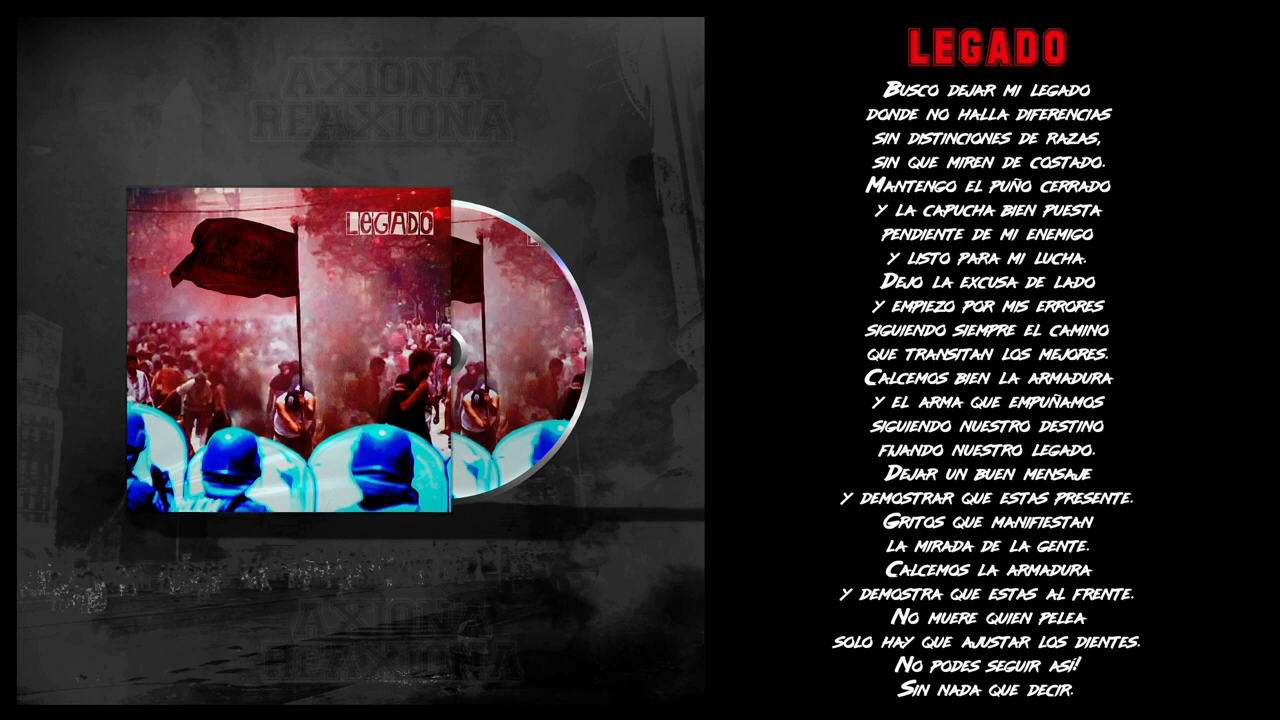 AXIONA
REAXIONA
LEGADO
AXIONA
REAXIONA
LEGADO
Busco dejar mi legado
donde no halla diferencias
sin distinciones de razas,
sin que miren de costado.
Mantengo el puño cerrado
y la capucha bien puesta
pendiente de mi enemigo
y listo para mi lucha.
Dejo la excusa de lado
y empiezo por mis errores
siguiendo siempre el camino
que transitan los mejores.
Calcemos bien la armadura
y el arma que empuñamos
siguiendo nuestro destino
fijando nuestro legado.
Dejar un buen mensaje
y demostrar que estas presente.
Gritos que manifiestan
la mirada de la gente.
Calcemos la armadura
y demostra que estas al frente.
No muere quien pelea
solo hay que ajustar los dientes.
No podes seguir así!
Sin nada que decir.